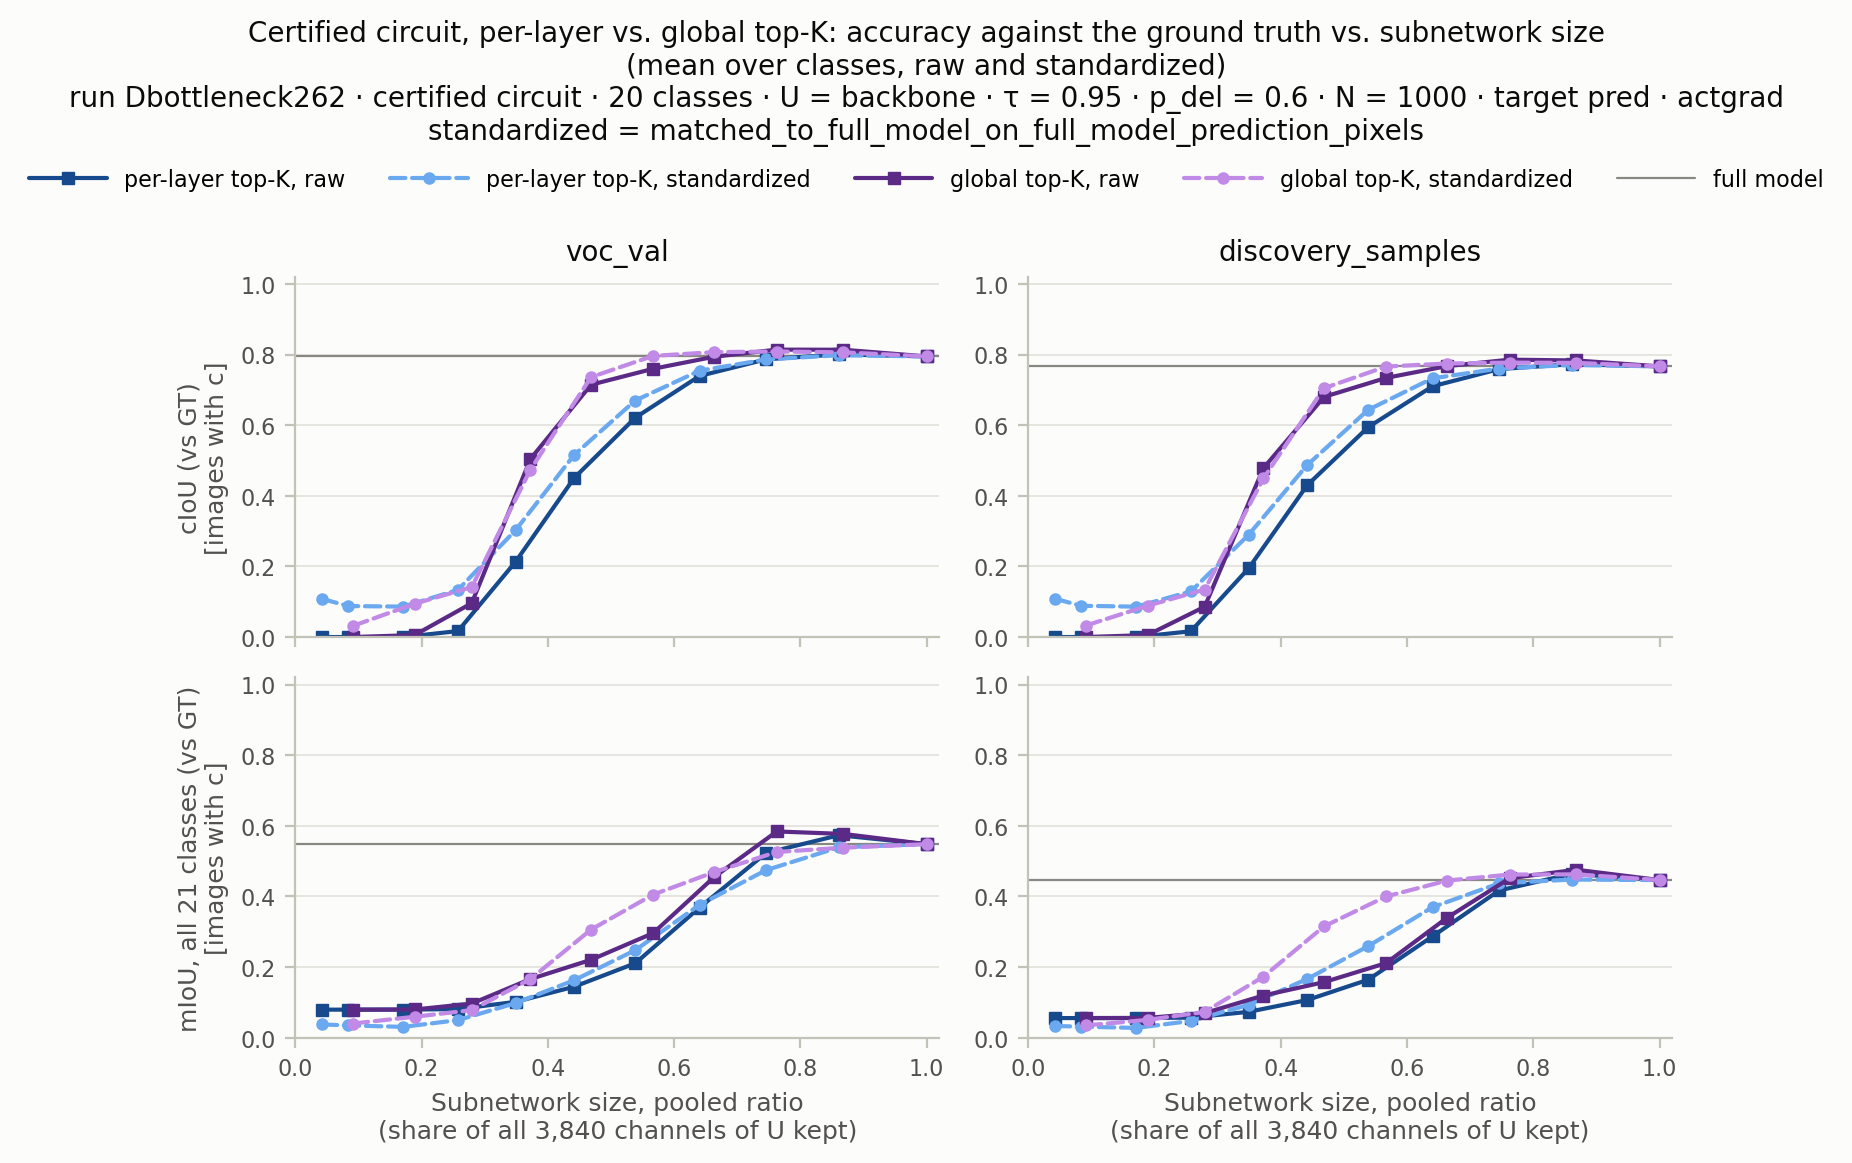 Certified circuit, per-layer vs. global top-K: accuracy against the ground truth vs. subnetwork size
(mean over classes, raw and standardized)
run Dbottleneck262 · certified circuit · 20 classes · U = backbone · τ = 0.95 · p_del = 0.6 · N = 1000 · target pred · actgrad
standardized = matched_to_full_model_on_full_model_prediction_pixels
per-layer top-K, raw
per-layer top-K, standardized
global top-K, raw
global top-K, standardized
full model
voc_val
discovery_samples
cIoU (vs GT)
[images with c]
1.0
0.8
0.6
0.4
0.2
0.0
1.0
0.8
0.6
0.4
0.2
0.0
mIoU, all 21 classes (vs GT)
[images with c]
1.0
0.8
0.6
0.4
0.2
0.0
1.0
0.8
0.6
0.4
0.2
0.0
0.0 0.2 0.4 0.6 0.8 1.0
0.0 0.2 0.4 0.6 0.8 1.0
Subnetwork size, pooled ratio
(share of all 3,840 channels of U kept)
Subnetwork size, pooled ratio
(share of all 3,840 channels of U kept)